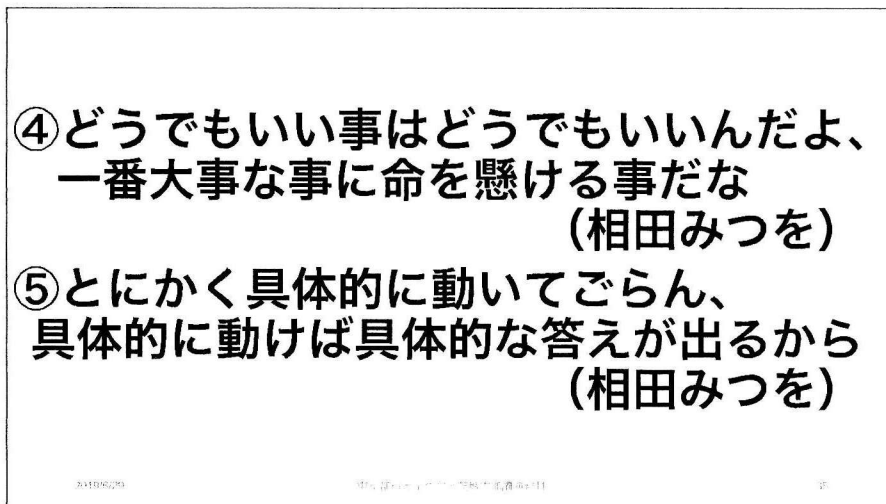 ④どうでもいい事はどうでもいいんだよ、
一番大事な事に命を懸ける事だな
(相田みつを)
⑤とにかく具体的に動いてごらん、
具体的に動けば具体的な答えが出るから
(相田みつを)